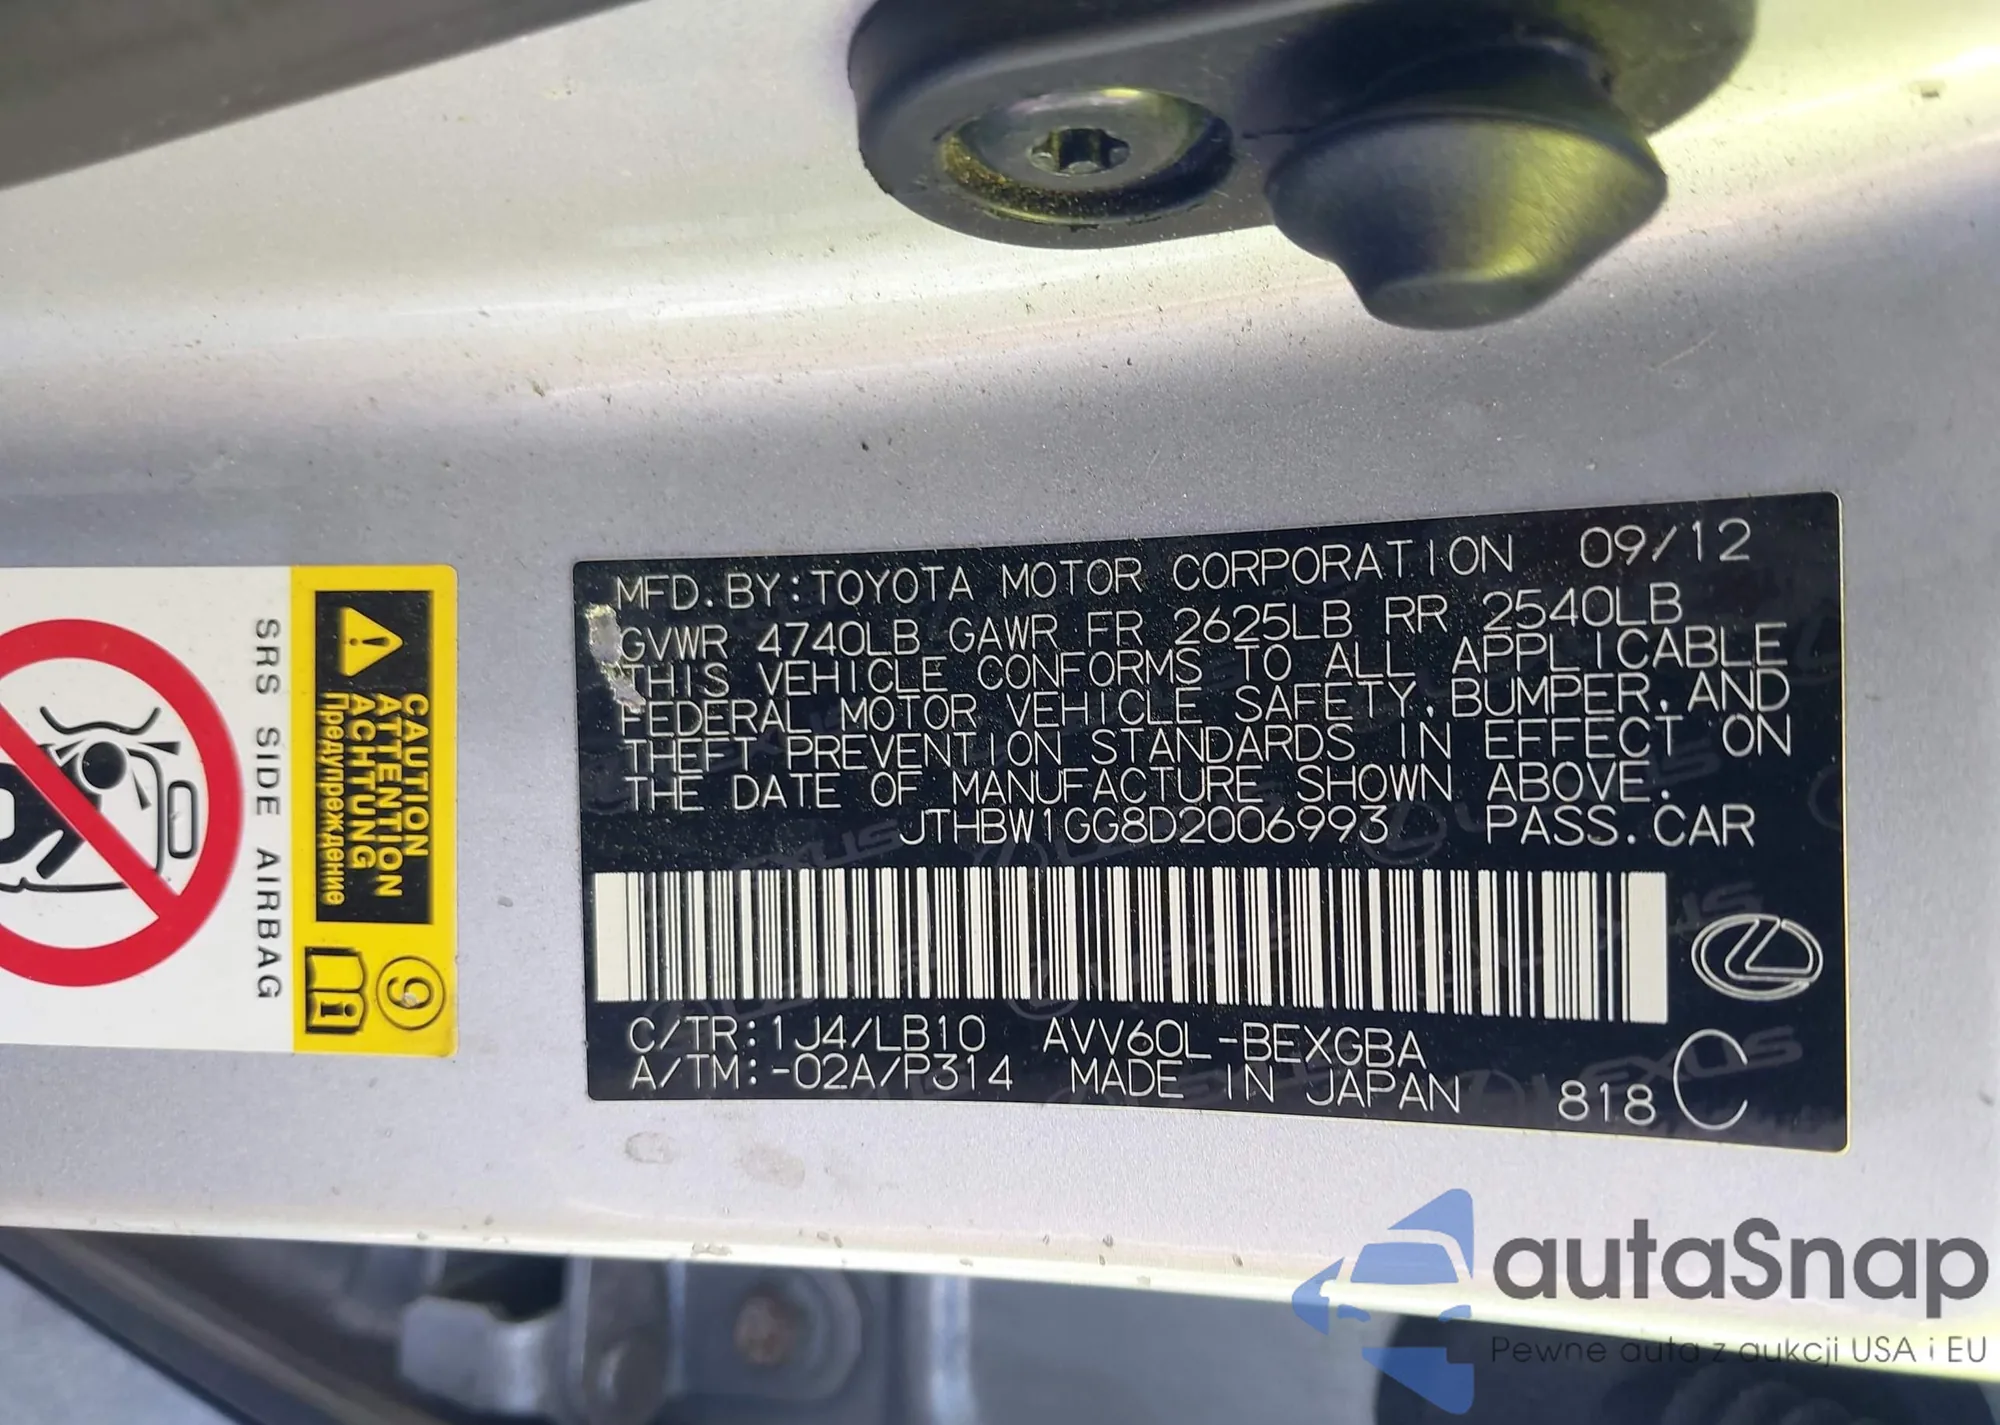 MFD. BY: TOYOTA MOTOR CORPORATION 09/12
GVWR 4740LB GAWR FR 2625LB RR 2540LB
THIS VEHICLE CONFORMS TO ALL APPLICABLE
FEDERAL MOTOR VEHICLE SAFETY, BUMPER, AND
THEFT PREVENTION STANDARDS IN EFFECT ON
THE DATE OF MANUFACTURE SHOWN ABOVE.
JTHBW1GG8D2006993 PASS. CAR
C/TR: 1J4/LB10 AVV60L-BEXGBA
A/TM: -02A/P314 MADE IN JAPAN 818 C
CAUTION
ATTENTION
ACHTUNG
Предупреждение
SRS SIDE AIRBAG
9
autaSnap
Pewne auta z aukcji USA i EU